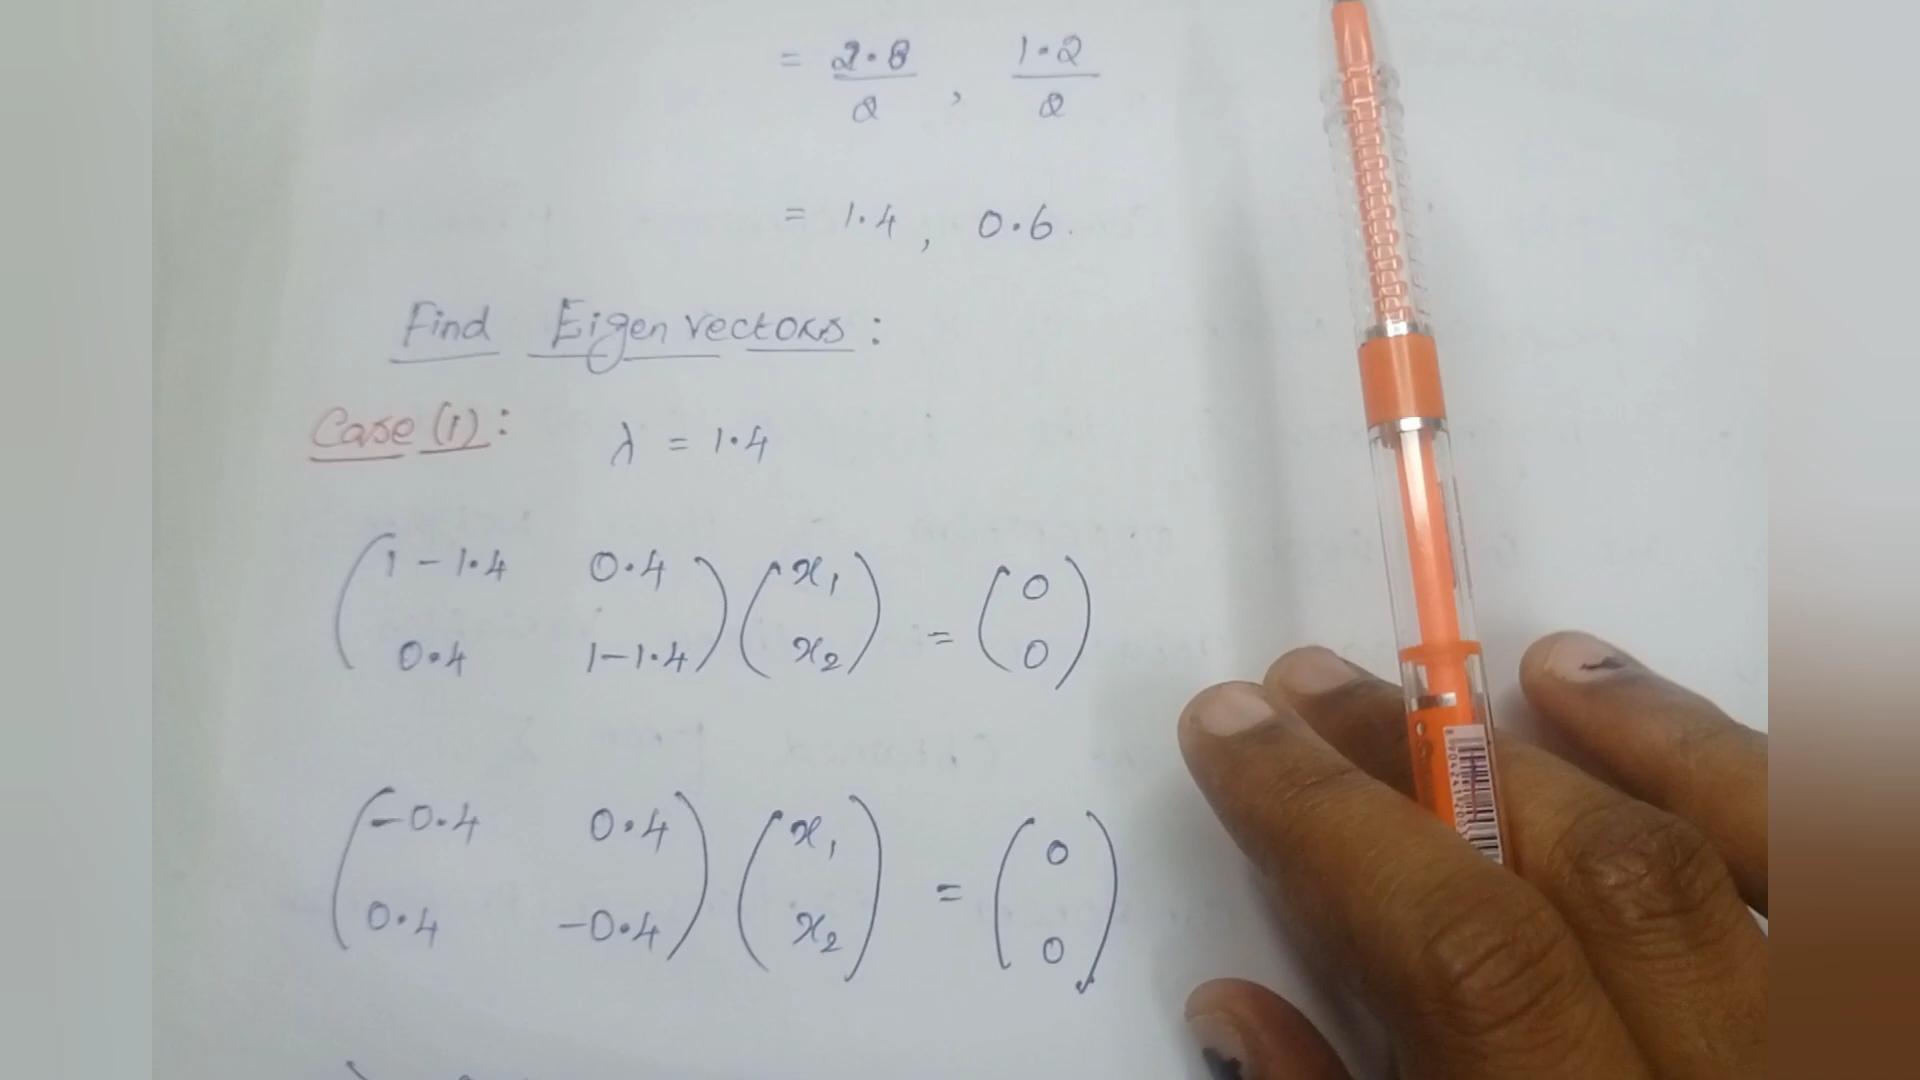 = 2.8/2 , 1.2/2
= 1.4 , 0.6.
Find Eigen vectors :
Case (1) : λ = 1.4
( 1 - 1.4 0.4 ) ( x₁ ) = ( 0 )
( 0.4 1-1.4 ) ( x₂ ) ( 0 )
( -0.4 0.4 ) ( x₁ ) = ( 0 )
( 0.4 -0.4 ) ( x₂ ) ( 0 )